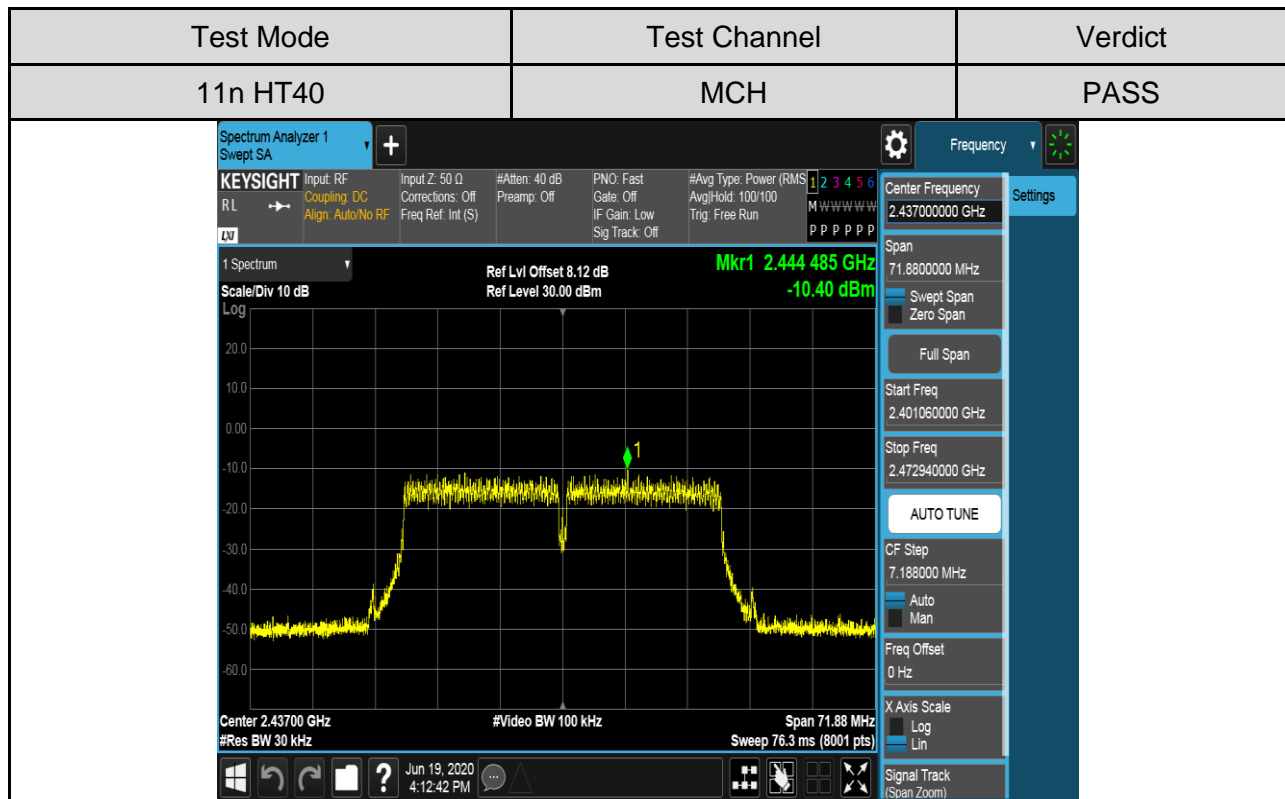 Test Mode Test Channel Verdict
11n HT40 MCH PASS
Spectrum Analyzer 1
Swept SA
+
Frequency
KEYSIGHT
R L
LXI
Input: RF
Coupling: DC
Align: Auto/No RF
Input Z: 50 Ω
Corrections: Off
Freq Ref: Int (S)
#Atten: 40 dB
Preamp: Off
PNO: Fast
Gate: Off
IF Gain: Low
Sig Track: Off
#Avg Type: Power (RMS
Avg|Hold: 100/100
Trig: Free Run
1 2 3 4 5 6
M W W W W W
P P P P P P
1 Spectrum
Scale/Div 10 dB
Ref Lvl Offset 8.12 dB
Ref Level 30.00 dBm
Mkr1 2.444 485 GHz
-10.40 dBm
Log
20.0
10.0
0.00
-10.0
-20.0
-30.0
-40.0
-50.0
-60.0
1
Center 2.43700 GHz
#Res BW 30 kHz
#Video BW 100 kHz
Span 71.88 MHz
Sweep 76.3 ms (8001 pts)
Center Frequency
2.437000000 GHz
Settings
Span
71.8800000 MHz
Swept Span
Zero Span
Full Span
Start Freq
2.401060000 GHz
Stop Freq
2.472940000 GHz
AUTO TUNE
CF Step
7.188000 MHz
Auto
Man
Freq Offset
0 Hz
X Axis Scale
Log
Lin
Signal Track
(Span Zoom)
?
Jun 19, 2020
4:12:42 PM